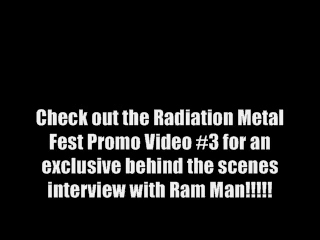 Check out the Radiation Metal
Fest Promo Video #3 for an
exclusive behind the scenes
interview with Ram Man!!!!!